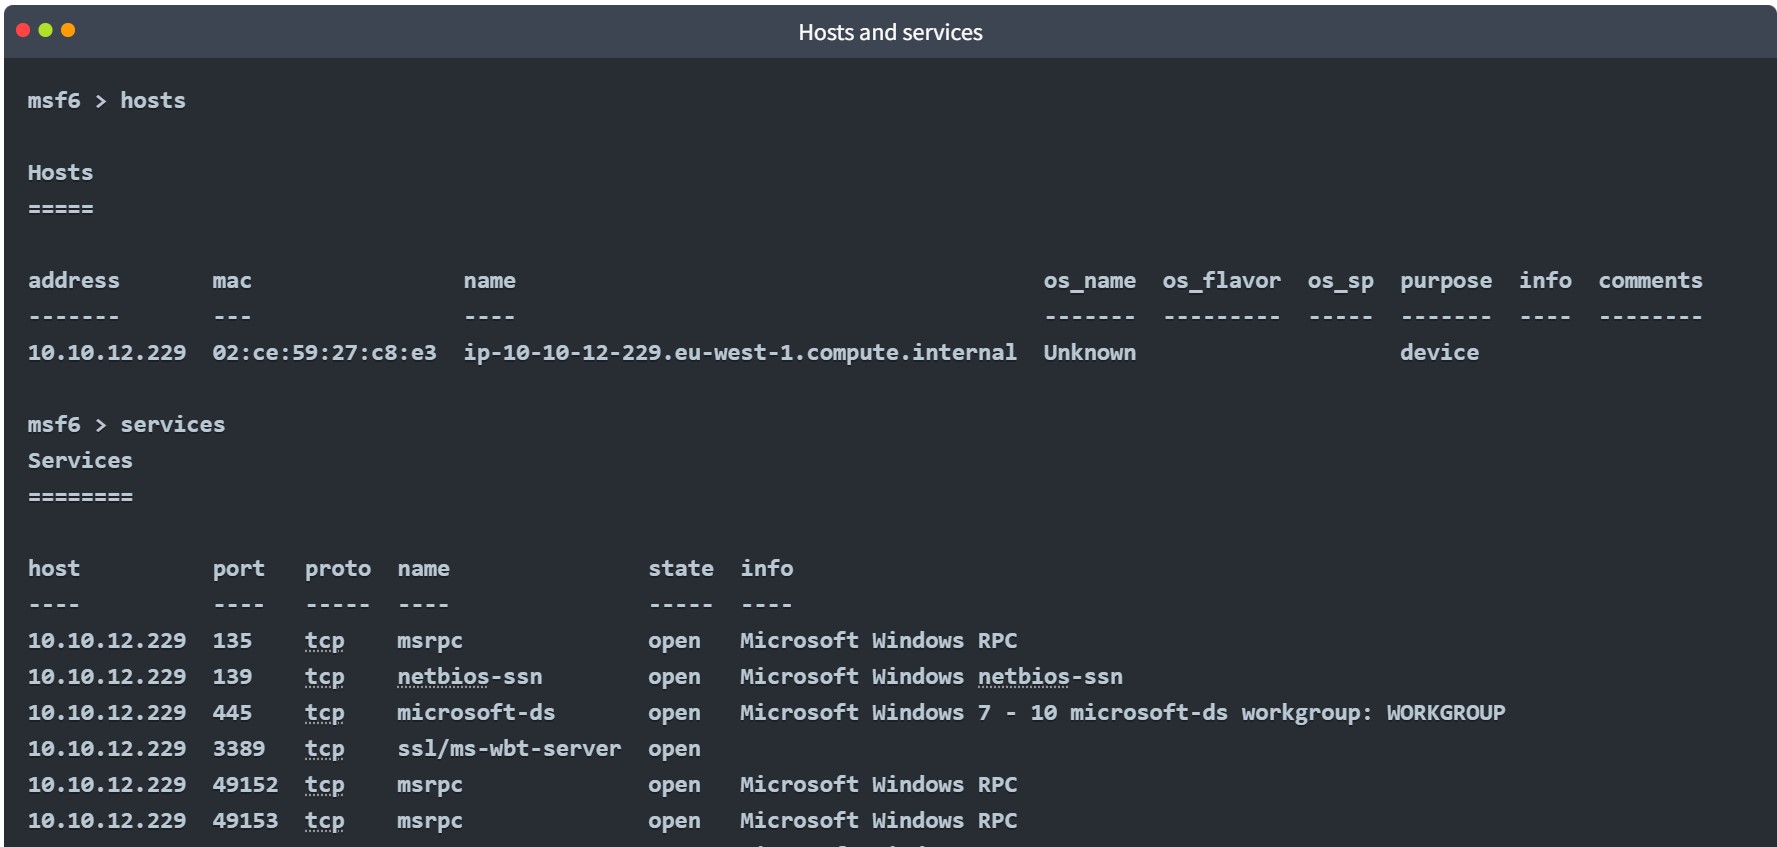 Hosts and services
msf6 > hosts
Hosts
=====
address mac name os_name os_flavor os_sp purpose info comments
------- --- ---- ------- --------- ----- ------- ---- --------
10.10.12.229 02:ce:59:27:c8:e3 ip-10-10-12-229.eu-west-1.compute.internal Unknown device
msf6 > services
Services
========
host port proto name state info
---- ---- ----- ---- ----- ----
10.10.12.229 135 tcp msrpc open Microsoft Windows RPC
10.10.12.229 139 tcp netbios-ssn open Microsoft Windows netbios-ssn
10.10.12.229 445 tcp microsoft-ds open Microsoft Windows 7 - 10 microsoft-ds workgroup: WORKGROUP
10.10.12.229 3389 tcp ssl/ms-wbt-server open
10.10.12.229 49152 tcp msrpc open Microsoft Windows RPC
10.10.12.229 49153 tcp msrpc open Microsoft Windows RPC